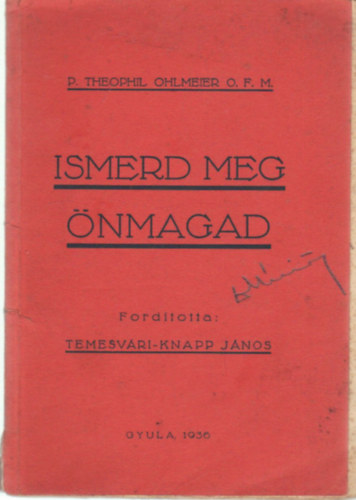 P. THEOPHIL OHLMEIER O. F. M.
ISMERD MEG
ÖNMAGAD
Fordította:
TEMESVÁRI-KNAPP JÁNOS
GYULA, 1936